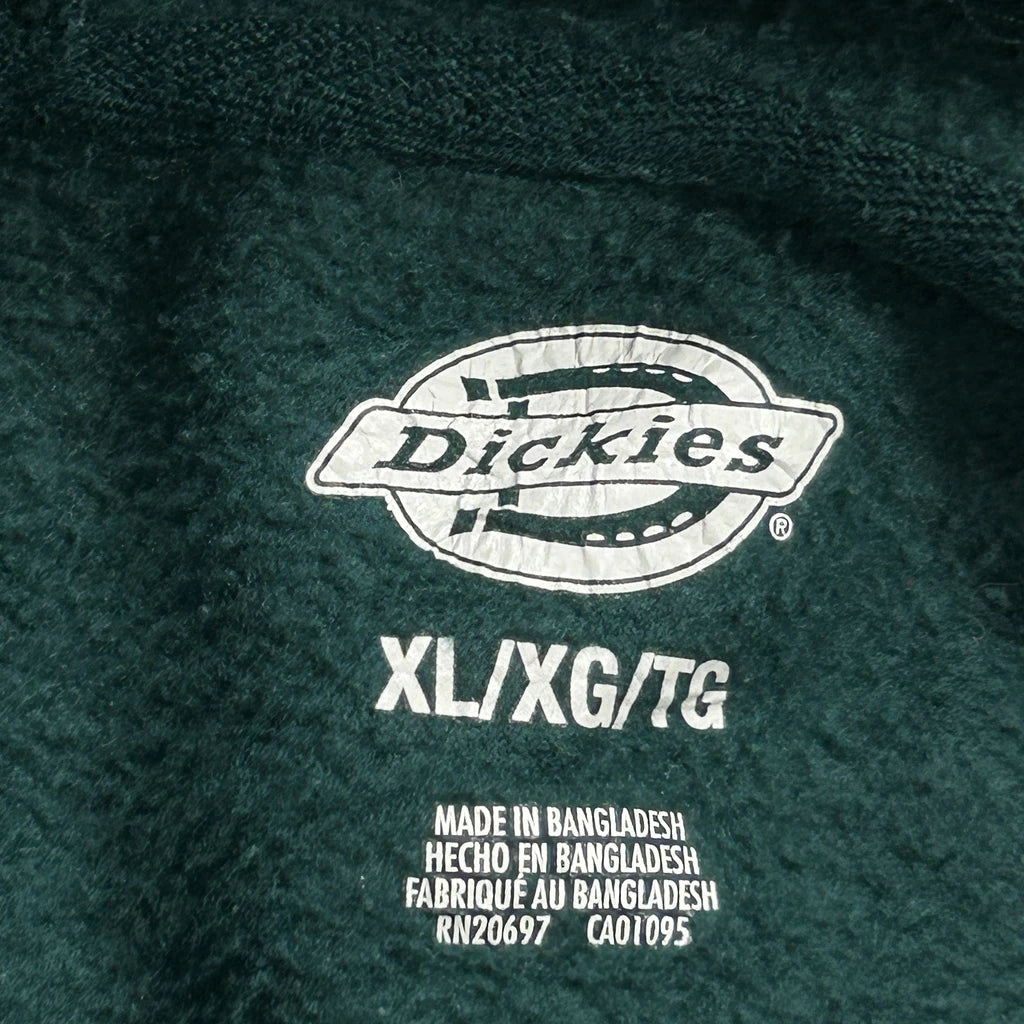 Dickies
®
XL/XG/TG
MADE IN BANGLADESH
HECHO EN BANGLADESH
FABRIQUÉ AU BANGLADESH
RN20697 CA01095